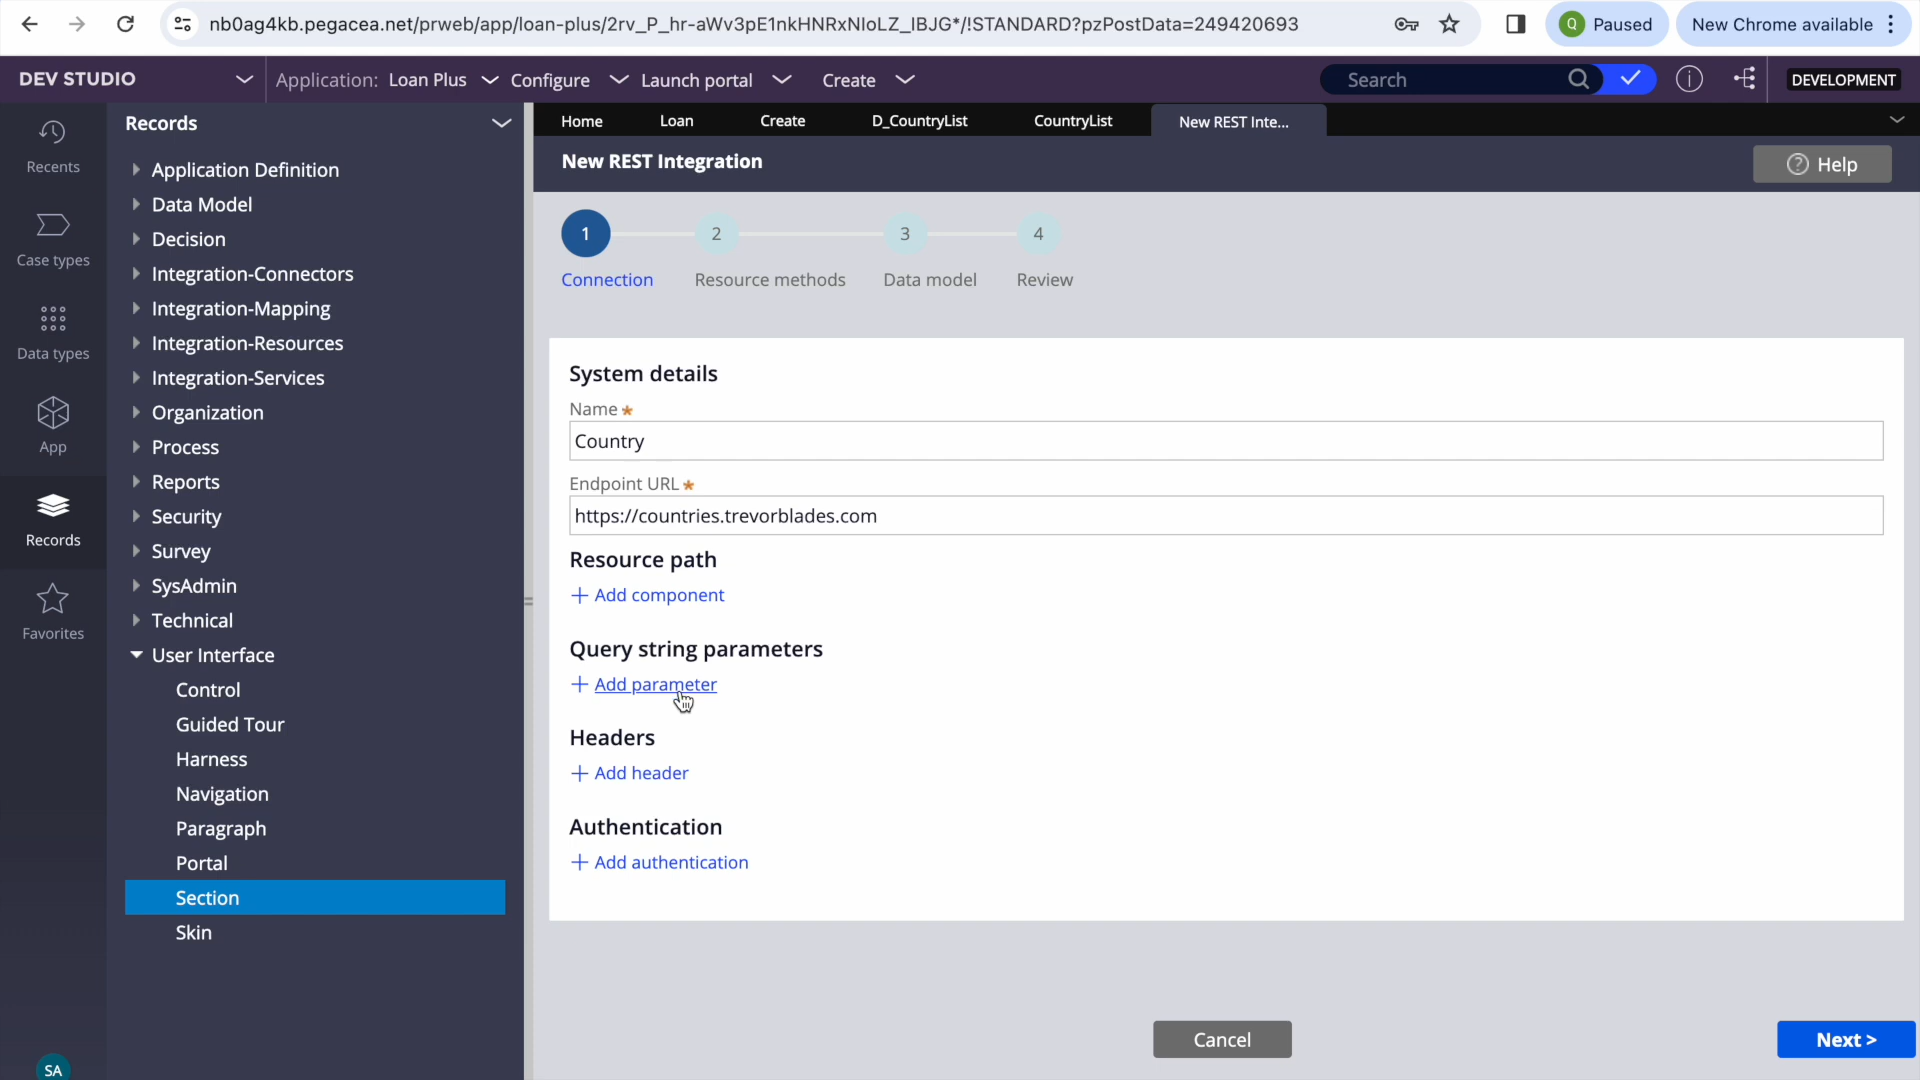 nb0ag4kb.pegacea.net/prweb/app/loan-plus/2rv_P_hr-aWv3pE1nkHNRxNIoLZ_IBJG*/!STANDARD?pzPostData=249420693
Q Paused
New Chrome available
DEV STUDIO
Application: Loan Plus
Configure
Launch portal
Create
Search
DEVELOPMENT
Recents
Case types
Data types
App
Records
Favorites
SA
Records
Application Definition
Data Model
Decision
Integration-Connectors
Integration-Mapping
Integration-Resources
Integration-Services
Organization
Process
Reports
Security
Survey
SysAdmin
Technical
User Interface
Control
Guided Tour
Harness
Navigation
Paragraph
Portal
Section
Skin
Home
Loan
Create
D_CountryList
CountryList
New REST Inte...
New REST Integration
? Help
1
2
3
4
Connection
Resource methods
Data model
Review
System details
Name *
Country
Endpoint URL *
https://countries.trevorblades.com
Resource path
+ Add component
Query string parameters
+ Add parameter
Headers
+ Add header
Authentication
+ Add authentication
Cancel
Next >